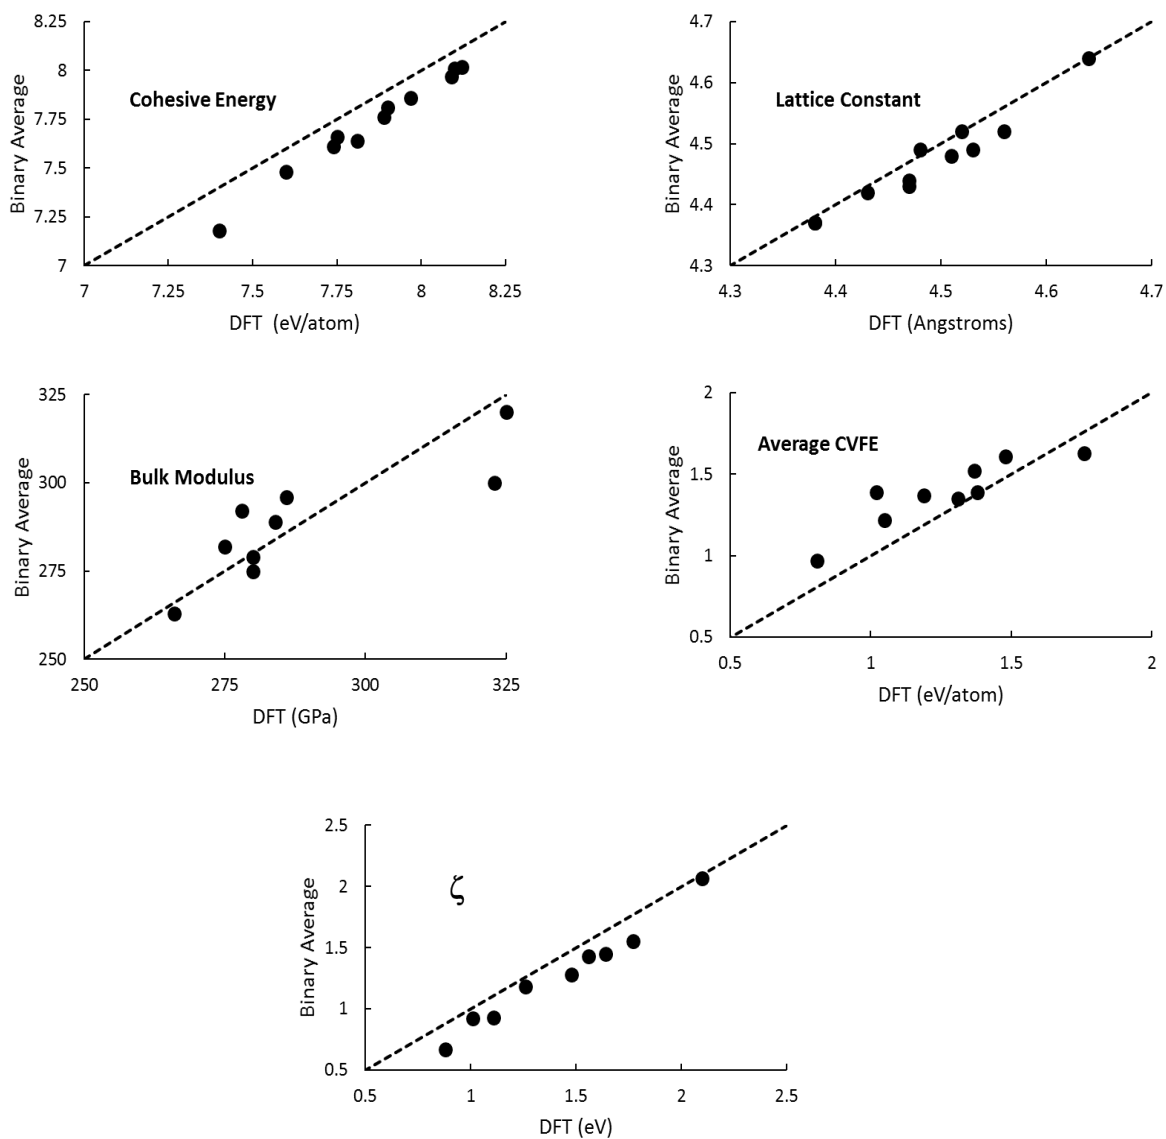 8.25
8
7.75
7.5
7.25
7
Binary Average
Cohesive Energy
7 7.25 7.5 7.75 8 8.25
DFT (eV/atom)
4.7
4.6
4.5
4.4
4.3
Binary Average
Lattice Constant
4.3 4.4 4.5 4.6 4.7
DFT (Angstroms)
325
300
275
250
Binary Average
Bulk Modulus
250 275 300 325
DFT (GPa)
2
1.5
1
0.5
Binary Average
Average CVFE
0.5 1 1.5 2
DFT (eV/atom)
2.5
2
1.5
1
0.5
Binary Average
ζ
0.5 1 1.5 2 2.5
DFT (eV)